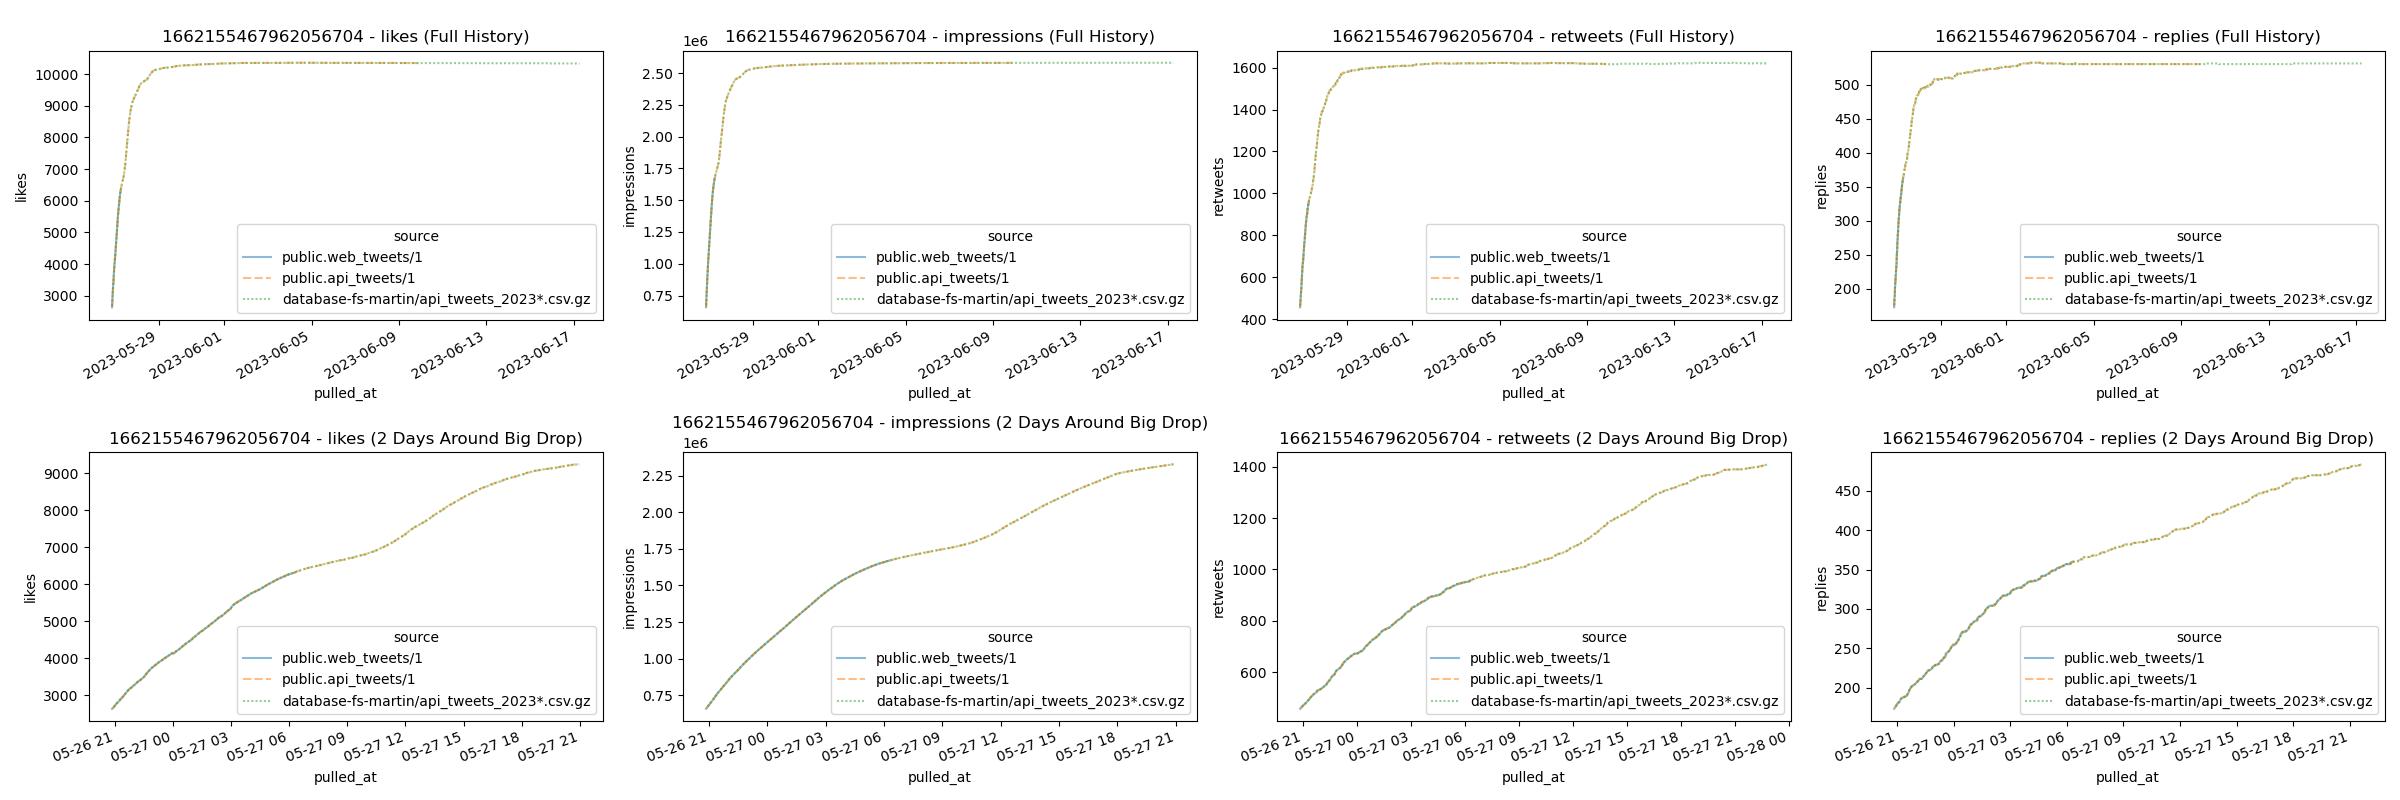 1662155467962056704 - likes (Full History)
10000
9000
8000
7000
6000
5000
4000
3000
likes
source
public.web_tweets/1
public.api_tweets/1
database-fs-martin/api_tweets_2023*.csv.gz
2023-05-29
2023-06-01
2023-06-05
2023-06-09
2023-06-13
2023-06-17
pulled_at
1662155467962056704 - impressions (Full History)
1e6
2.50
2.25
2.00
1.75
1.50
1.25
1.00
0.75
impressions
source
public.web_tweets/1
public.api_tweets/1
database-fs-martin/api_tweets_2023*.csv.gz
2023-05-29
2023-06-01
2023-06-05
2023-06-09
2023-06-13
2023-06-17
pulled_at
1662155467962056704 - retweets (Full History)
1600
1400
1200
1000
800
600
400
retweets
source
public.web_tweets/1
public.api_tweets/1
database-fs-martin/api_tweets_2023*.csv.gz
2023-05-29
2023-06-01
2023-06-05
2023-06-09
2023-06-13
2023-06-17
pulled_at
1662155467962056704 - replies (Full History)
500
450
400
350
300
250
200
replies
source
public.web_tweets/1
public.api_tweets/1
database-fs-martin/api_tweets_2023*.csv.gz
2023-05-29
2023-06-01
2023-06-05
2023-06-09
2023-06-13
2023-06-17
pulled_at
1662155467962056704 - likes (2 Days Around Big Drop)
9000
8000
7000
6000
5000
4000
3000
likes
source
public.web_tweets/1
public.api_tweets/1
database-fs-martin/api_tweets_2023*.csv.gz
05-26 21
05-27 00
05-27 03
05-27 06
05-27 09
05-27 12
05-27 15
05-27 18
05-27 21
pulled_at
1662155467962056704 - impressions (2 Days Around Big Drop)
1e6
2.25
2.00
1.75
1.50
1.25
1.00
0.75
impressions
source
public.web_tweets/1
public.api_tweets/1
database-fs-martin/api_tweets_2023*.csv.gz
05-26 21
05-27 00
05-27 03
05-27 06
05-27 09
05-27 12
05-27 15
05-27 18
05-27 21
pulled_at
1662155467962056704 - retweets (2 Days Around Big Drop)
1400
1200
1000
800
600
retweets
source
public.web_tweets/1
public.api_tweets/1
database-fs-martin/api_tweets_2023*.csv.gz
05-26 21
05-27 00
05-27 03
05-27 06
05-27 09
05-27 12
05-27 15
05-27 18
05-27 21
05-28 00
pulled_at
1662155467962056704 - replies (2 Days Around Big Drop)
450
400
350
300
250
200
replies
source
public.web_tweets/1
public.api_tweets/1
database-fs-martin/api_tweets_2023*.csv.gz
05-26 21
05-27 00
05-27 03
05-27 06
05-27 09
05-27 12
05-27 15
05-27 18
05-27 21
pulled_at